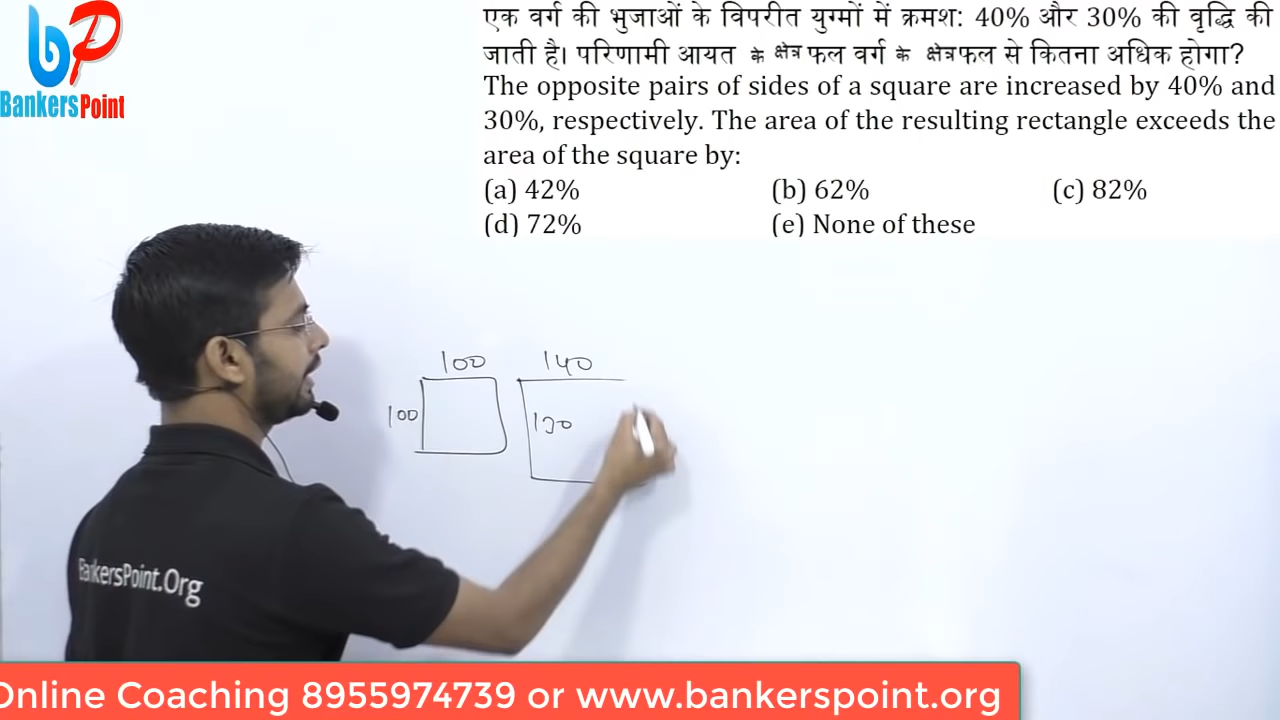 bp
BankersPoint
एक वर्ग की भुजाओं के विपरीत युग्मों में क्रमश: 40% और 30% की वृद्धि की
जाती है। परिणामी आयत के क्षेत्रफल वर्ग के क्षेत्रफल से कितना अधिक होगा?
The opposite pairs of sides of a square are increased by 40% and
30%, respectively. The area of the resulting rectangle exceeds the
area of the square by:
(a) 42% (b) 62% (c) 82%
(d) 72% (e) None of these
100 140
100 130
BankersPoint.Org
Online Coaching 8955974739 or www.bankerspoint.org